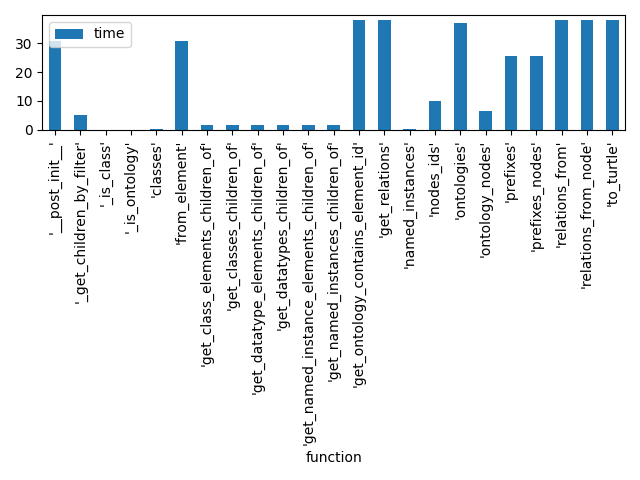 time
30
20
10
0
'__post_init__'
'_get_children_by_filter'
'_is_class'
'_is_ontology'
'classes'
'from_element'
'get_class_elements_children_of'
'get_classes_children_of'
'get_datatype_elements_children_of'
'get_datatypes_children_of'
'get_named_instance_elements_children_of'
'get_named_instances_children_of'
'get_ontology_contains_element_id'
'get_relations'
'named_instances'
'nodes_ids'
'ontologies'
'ontology_nodes'
'prefixes'
'prefixes_nodes'
'relations_from'
'relations_from_node'
'to_turtle'
function